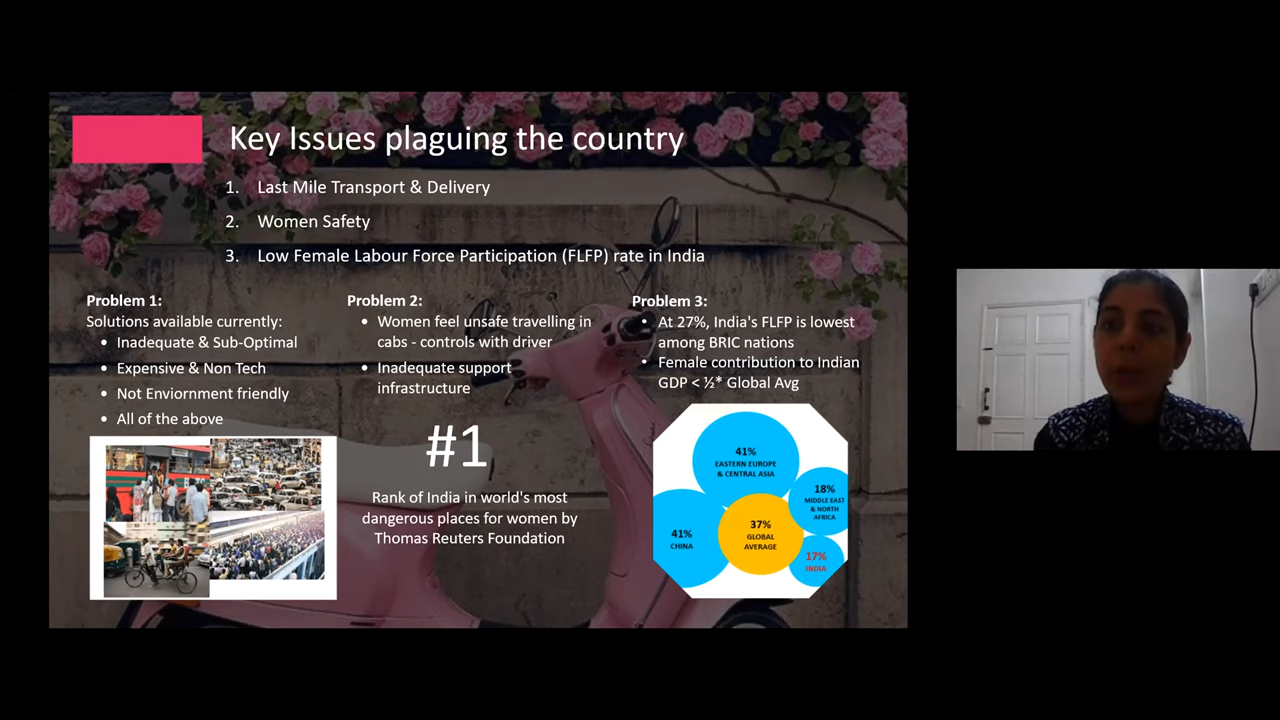 Key Issues plaguing the country
1. Last Mile Transport & Delivery
2. Women Safety
3. Low Female Labour Force Participation (FLFP) rate in India
Problem 1:
Solutions available currently:
• Inadequate & Sub-Optimal
• Expensive & Non Tech
• Not Enviornment friendly
• All of the above
Problem 2:
• Women feel unsafe travelling in
cabs - controls with driver
• Inadequate support
infrastructure
#1
Rank of India in world's most
dangerous places for women by
Thomas Reuters Foundation
Problem 3:
• At 27%, India's FLFP is lowest
among BRIC nations
• Female contribution to Indian
GDP < ½* Global Avg
41%
EASTERN EUROPE
& CENTRAL ASIA
18%
MIDDLE EAST
& NORTH
AFRICA
41%
CHINA
37%
GLOBAL
AVERAGE
17%
INDIA